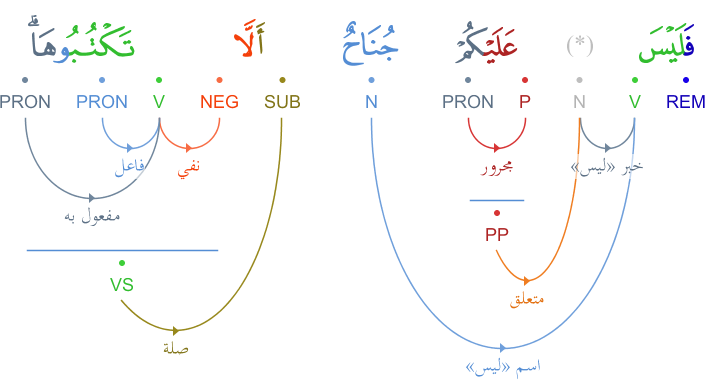 فَلَيْسَ (*) عَلَيْكُمْ جُنَاحٌ أَلَّا تَكْتُبُوهَا ۗ
REM V N P PRON N SUB NEG V PRON PRON
خبر «ليس» مجرور نفي فاعل
مفعول به
PP
VS
متعلق
صلة
اسم «ليس»